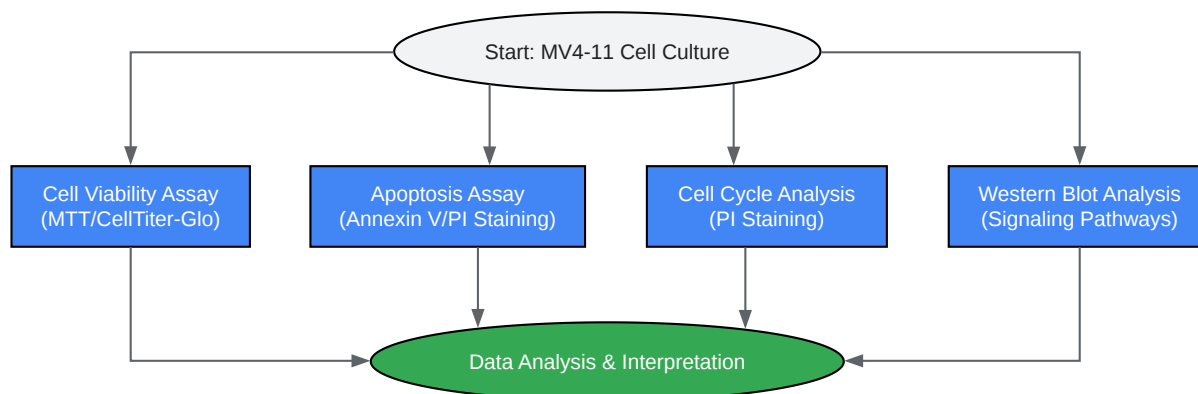 Start: MV4-11 Cell Culture
Cell Viability Assay
(MTT/CellTiter-Glo)
Apoptosis Assay
(Annexin V/PI Staining)
Cell Cycle Analysis
(PI Staining)
Western Blot Analysis
(Signaling Pathways)
Data Analysis & Interpretation